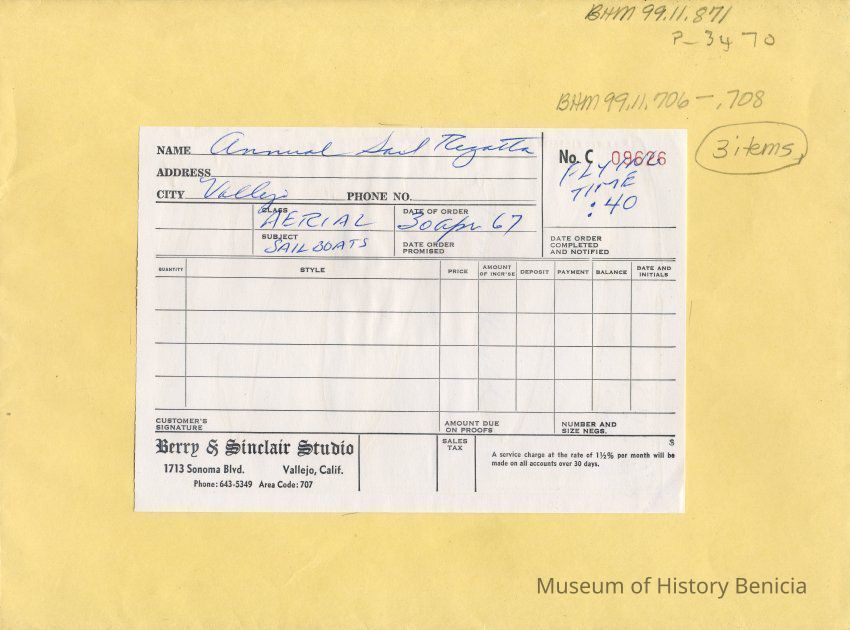 BHM 99.11.871
P-3470
BHM 99.11.706-.708
3 items
NAME Annual Sail Regatta
No. C 09626
FLYING
TIME
:40
ADDRESS
CITY Vallejo PHONE NO.
CLASS AERIAL DATE OF ORDER 30 apr 67
SUBJECT SAILBOATS DATE ORDER PROMISED
DATE ORDER
COMPLETED
AND NOTIFIED
QUANTITY STYLE PRICE AMOUNT OF INCR'SE DEPOSIT PAYMENT BALANCE DATE AND INITIALS
CUSTOMER'S
SIGNATURE
AMOUNT DUE
ON PROOFS
NUMBER AND
SIZE NEGS.
Berry & Sinclair Studio
1713 Sonoma Blvd. Vallejo, Calif.
Phone: 643-5349 Area Code: 707
SALES
TAX
$
A service charge at the rate of 1½% per month will be
made on all accounts over 30 days.
Museum of History Benicia